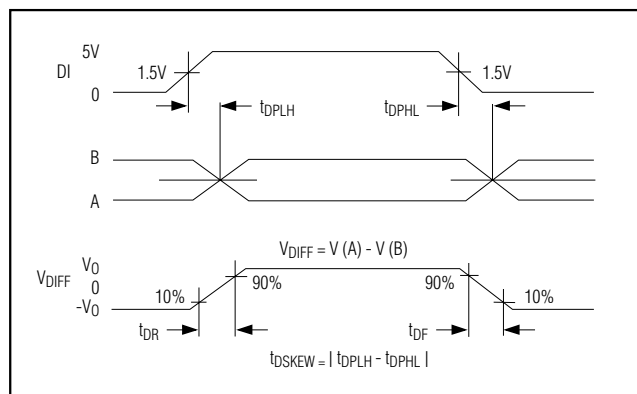 5V
DI
1.5V
1.5V
0
tDPLH
tDPHL
B
A
VDIFF = V (A) - V (B)
VO
VDIFF
0
-VO
10%
90%
90%
10%
tDR
tDF
tDSKEW = | tDPLH - tDPHL |